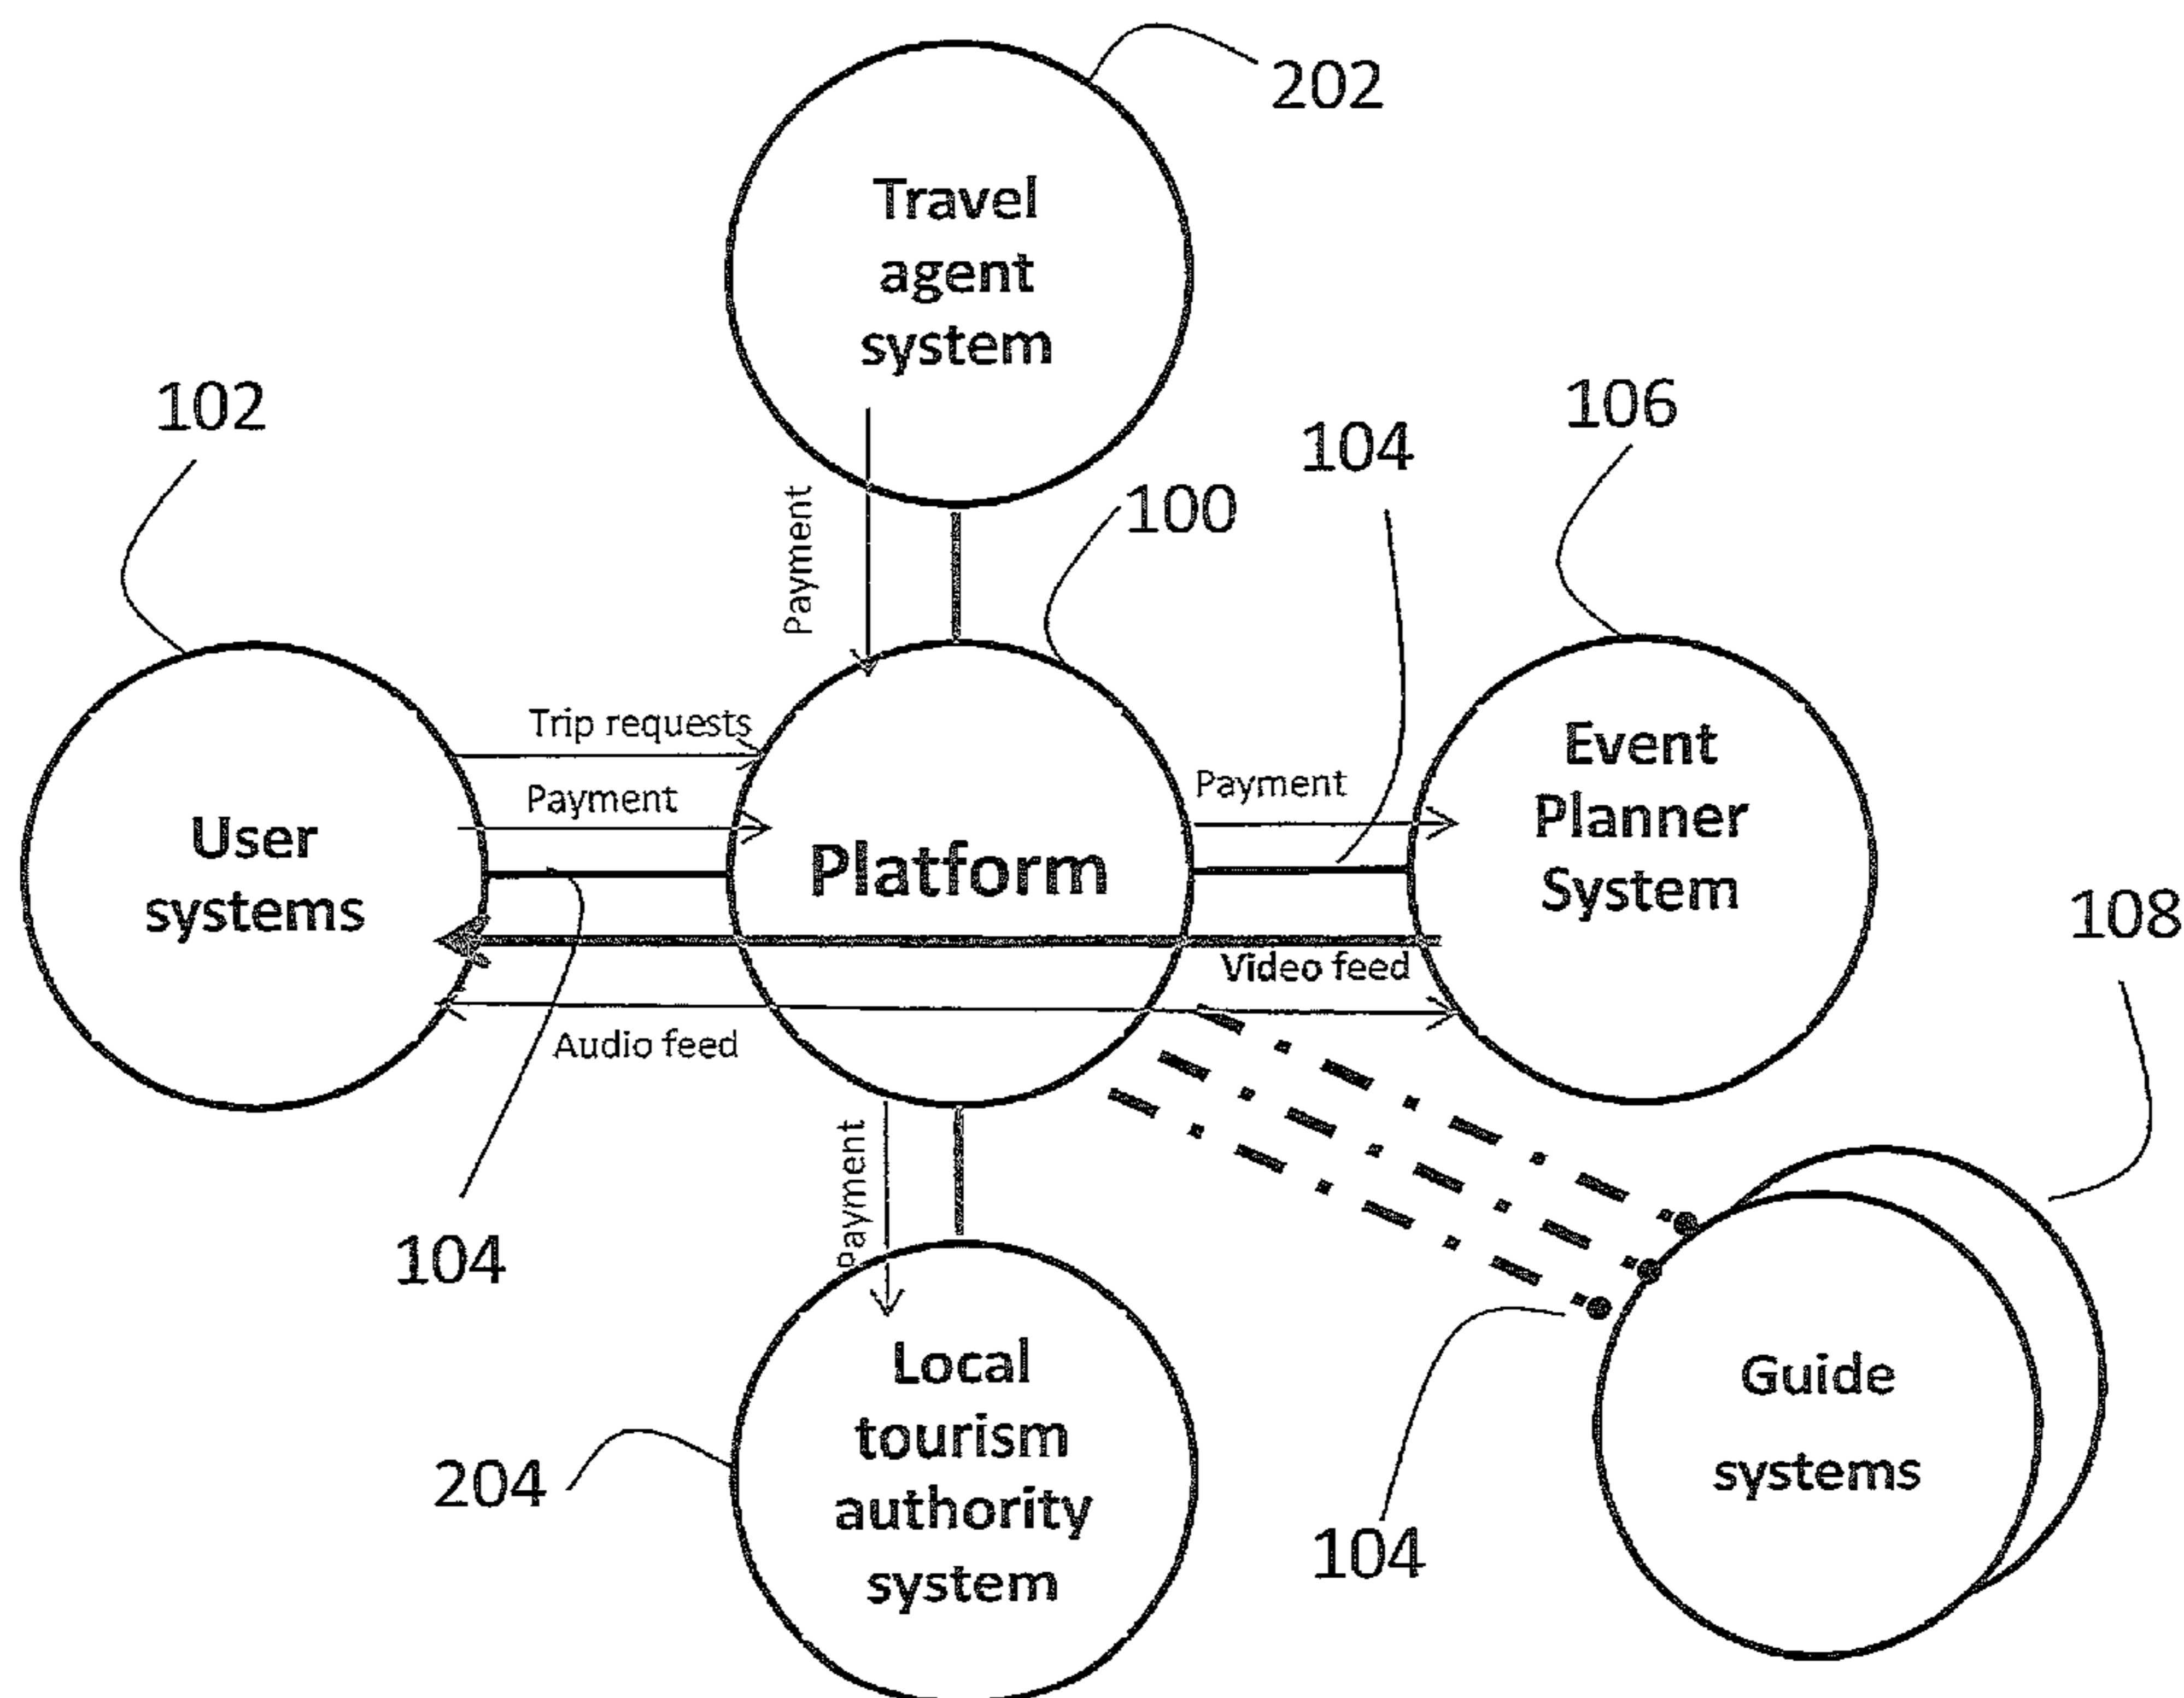 202
Travel
agent
system
102
106
104
100
Payment
Trip requests
Payment
Payment
User
systems
Platform
Event
Planner
System
108
Video feed
Audio feed
Payment
104
Local
tourism
authority
system
204
104
Guide
systems